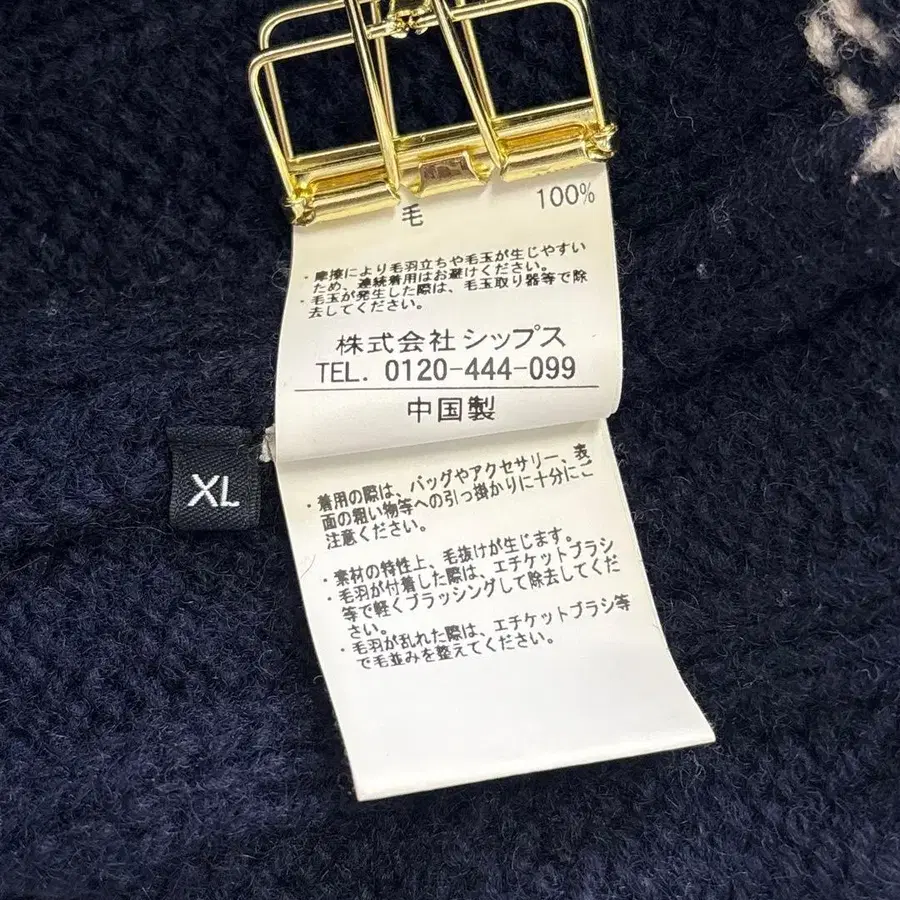 毛 100%
・摩擦により毛羽立ちや毛玉が生じやすい
ため、連続着用はお避けください。
・毛玉が発生した際は、毛玉取り器等で除
去してください。
株式会社 シップス
TEL. 0120-444-099
中国製
XL
・着用の際は、バッグやアクセサリー、表
面の粗い物等への引っ掛かりに十分にご
注意ください。
・素材の特性上、毛抜けが生じます。
・毛羽が付着した際は、エチケットブラシ
等で軽くブラッシングして除去してくだ
さい。
・毛羽が乱れた際は、エチケットブラシ等
で毛並みを整えてください。